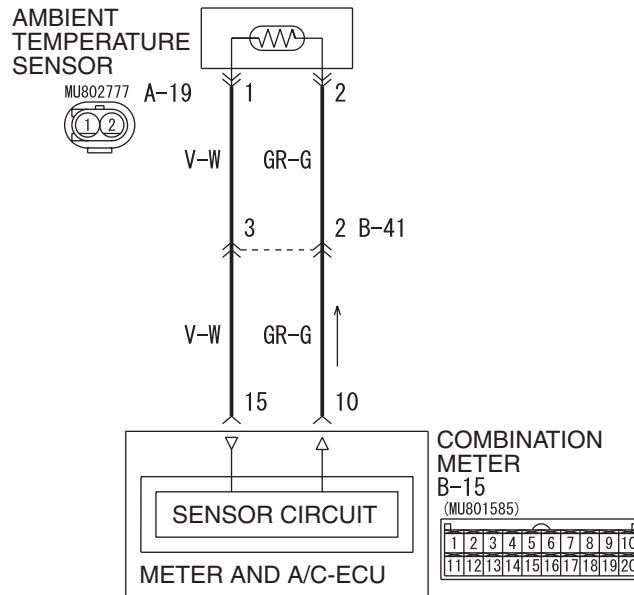 AMBIENT
TEMPERATURE
SENSOR
MU802777 A-19 1 2
1 2
V-W GR-G
3 2 B-41
V-W GR-G
15 10
COMBINATION
METER
B-15
(MU801585)
SENSOR CIRCUIT
1 2 3 4 5 6 7 8 9 10
11 12 13 14 15 16 17 18 19 20
METER AND A/C-ECU